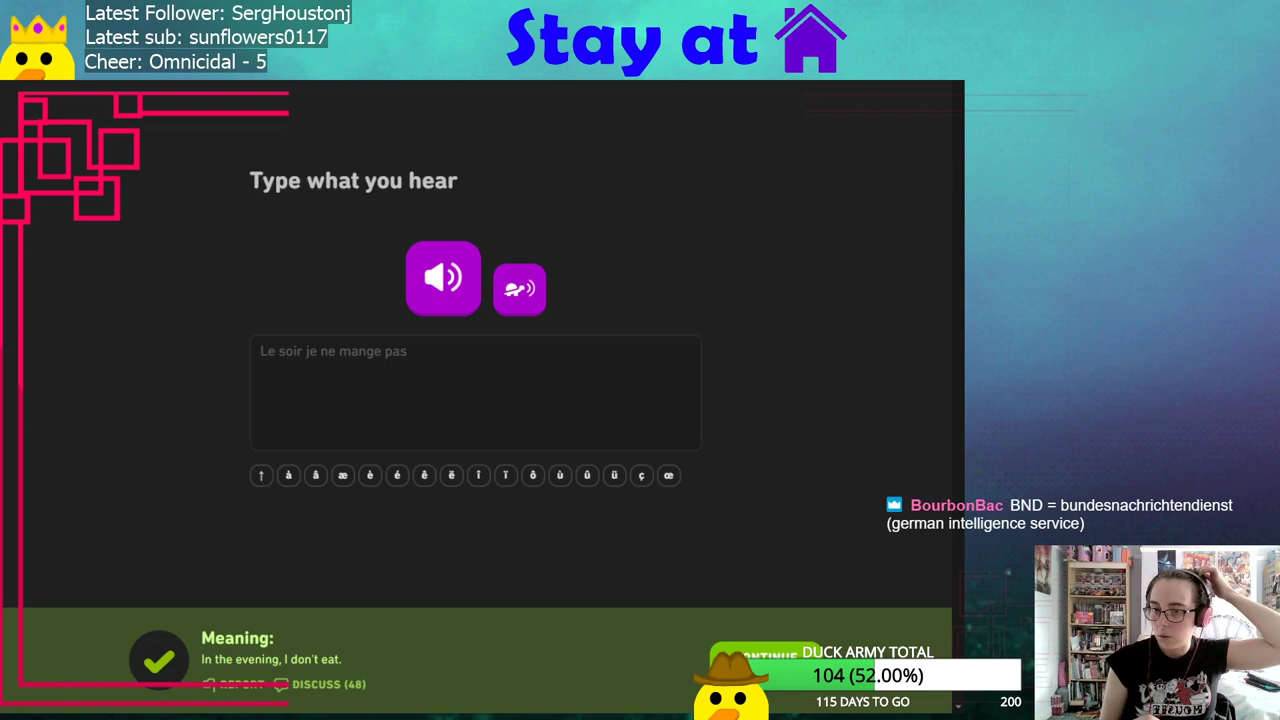 Latest Follower: SergHoustonj
Latest sub: sunflowers0117
Cheer: Omnicidal - 5
Stay at
Type what you hear
Le soir je ne mange pas
↑ à â æ è é ê ë î ï ô ù û ü ç œ
BourbonBac BND = bundesnachrichtendienst
(german intelligence service)
Meaning:
In the evening, I don't eat.
REPORT DISCUSS (48)
CONTINUE
DUCK ARMY TOTAL
104 (52.00%)
115 DAYS TO GO
200